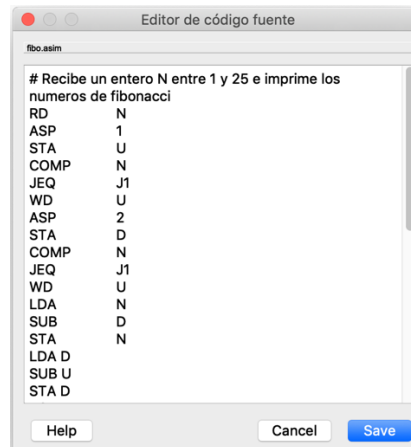 Editor de código fuente
fibo.asim
# Recibe un entero N entre 1 y 25 e imprime los
numeros de fibonacci
RD N
ASP 1
STA U
COMP N
JEQ J1
WD U
ASP 2
STA D
COMP N
JEQ J1
WD U
LDA N
SUB D
STA N
LDA D
SUB U
STA D
Help Cancel Save